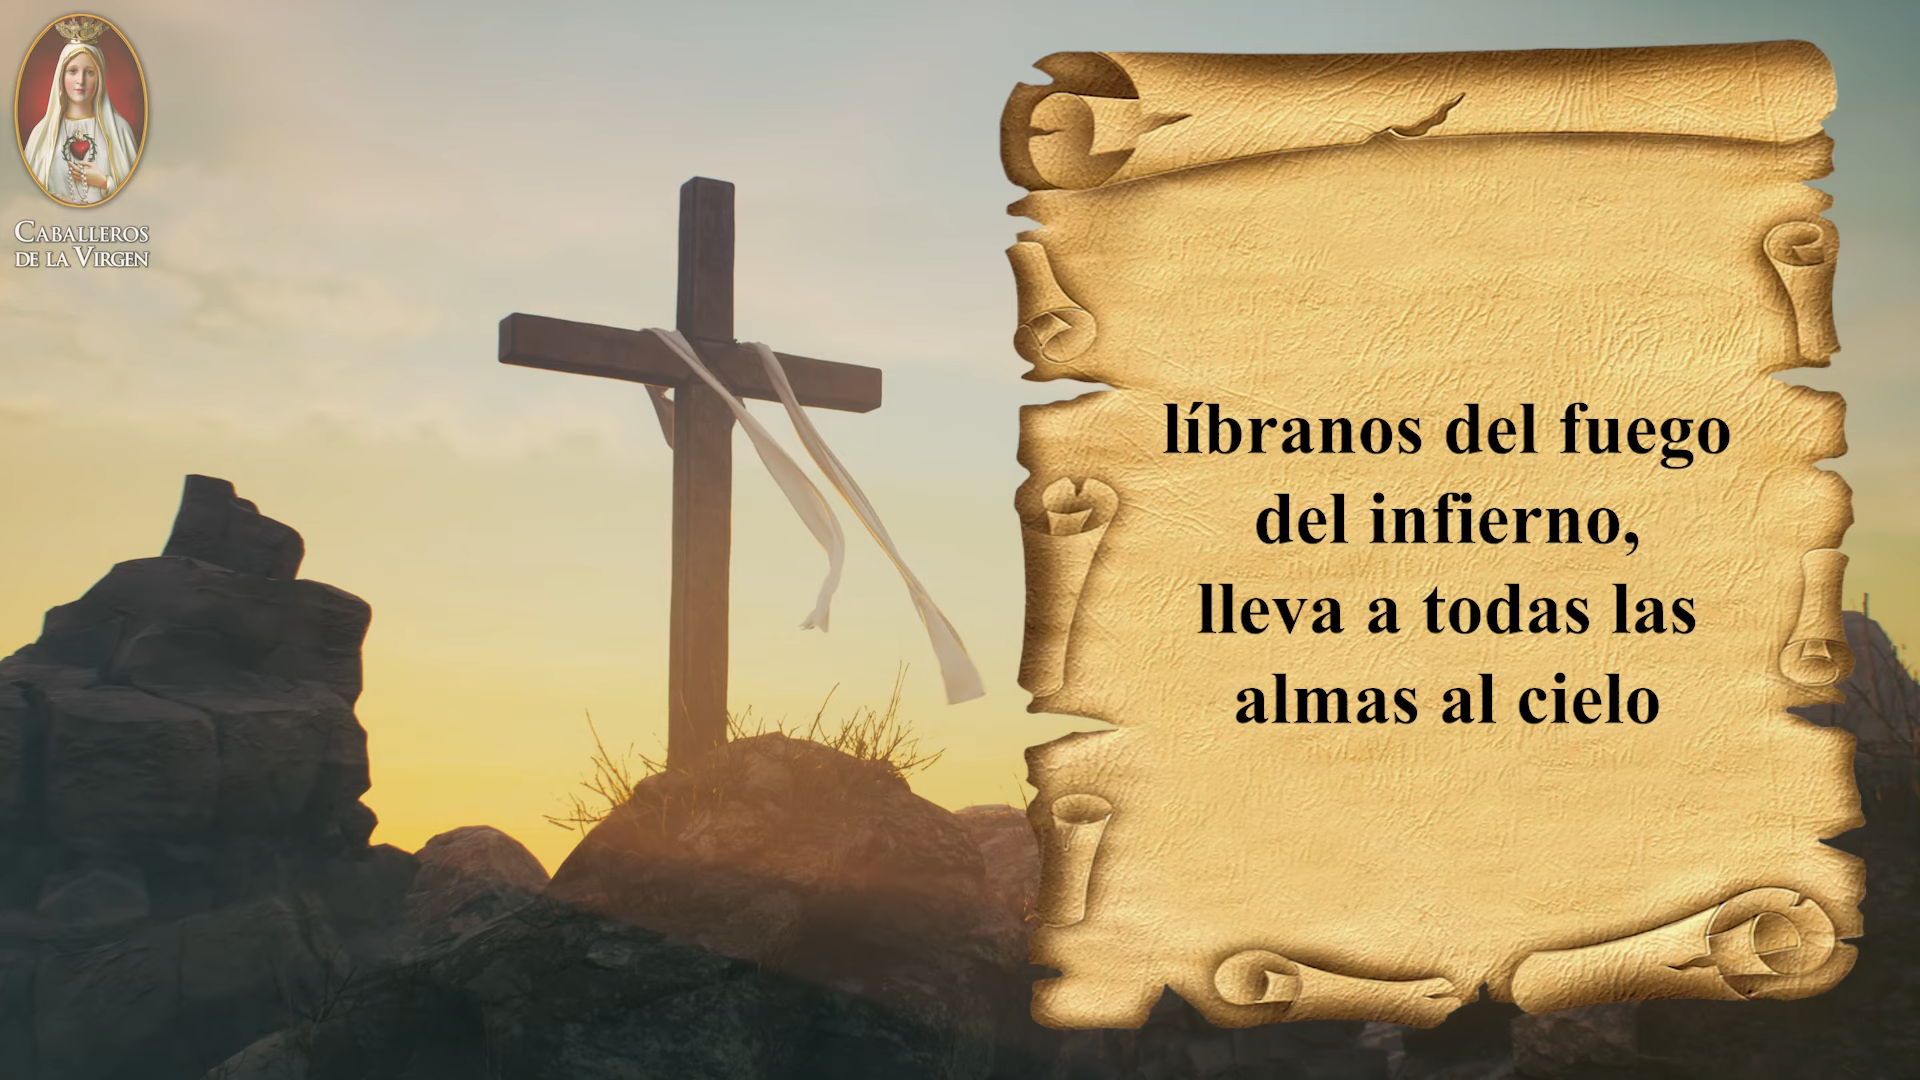 CABALLEROS
DE LA VIRGEN
líbranos del fuego
del infierno,
lleva a todas las
almas al cielo